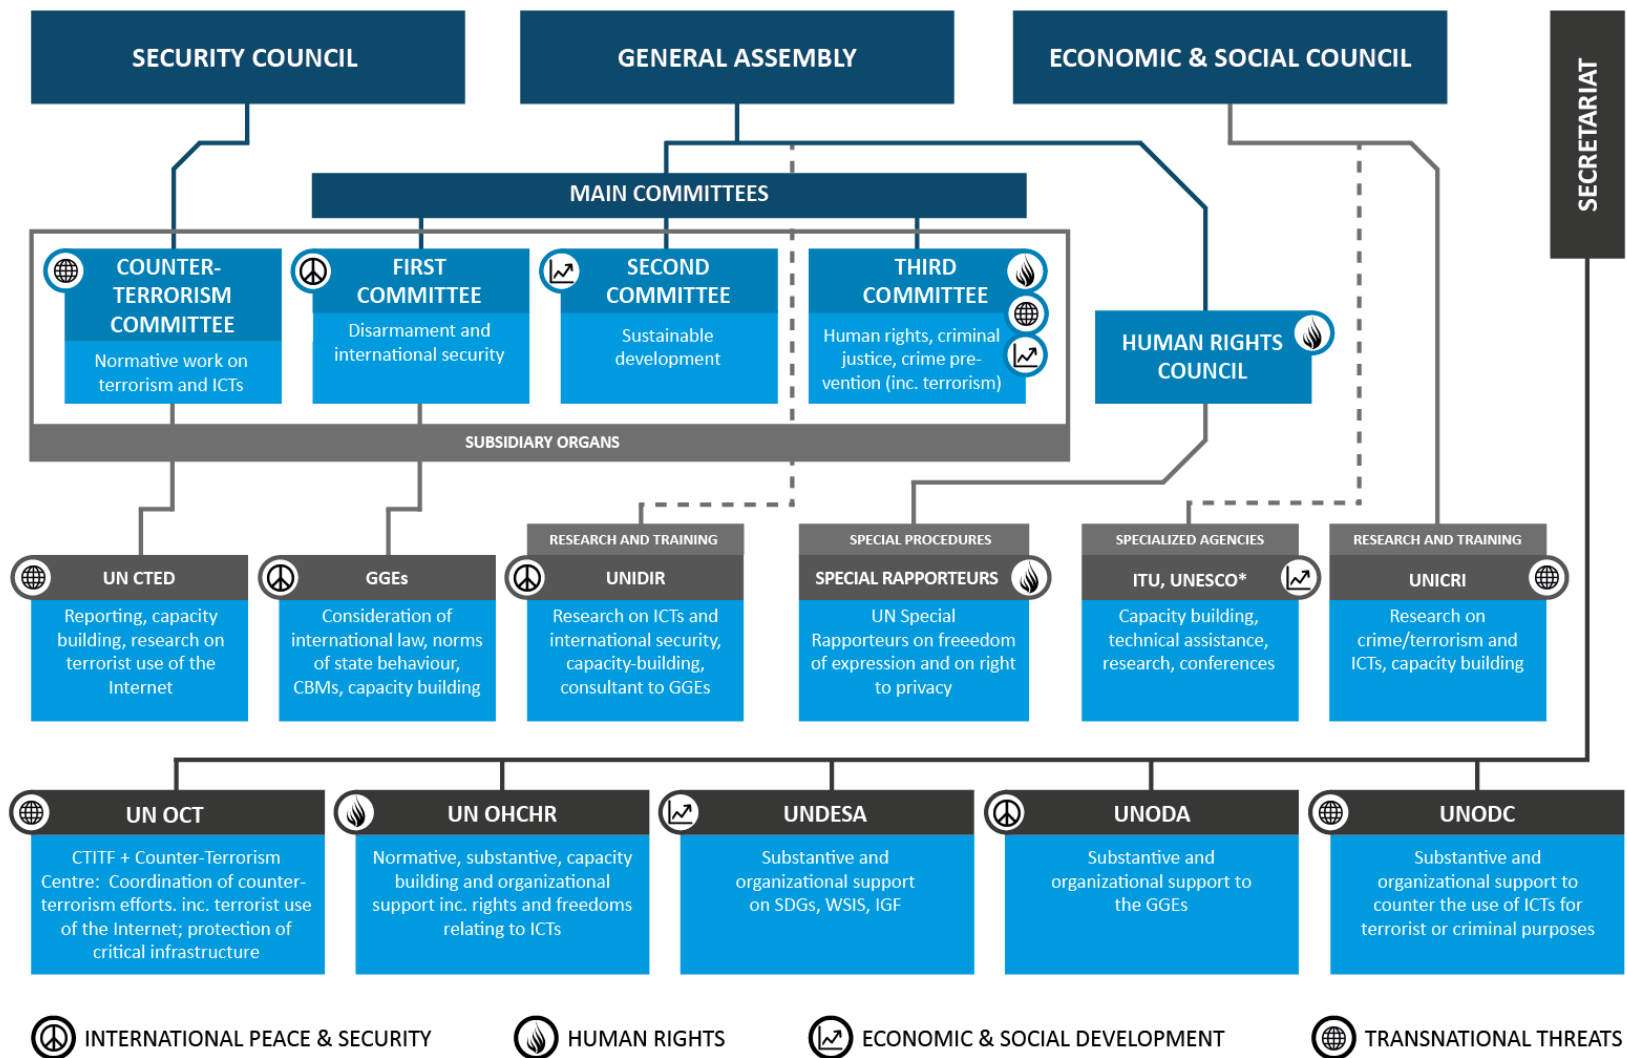 SECURITY COUNCIL
GENERAL ASSEMBLY
ECONOMIC & SOCIAL COUNCIL
SECRETARIAT
MAIN COMMITTEES
COUNTER-
TERRORISM
COMMITTEE
Normative work on
terrorism and ICTs
FIRST
COMMITTEE
Disarmament and
international security
SECOND
COMMITTEE
Sustainable
development
THIRD
COMMITTEE
Human rights, criminal
justice, crime pre-
vention (inc. terrorism)
HUMAN RIGHTS
COUNCIL
SUBSIDIARY ORGANS
UN CTED
Reporting, capacity
building, research on
terrorist use of the
Internet
GGEs
Consideration of
international law, norms
of state behaviour,
CBMs, capacity building
RESEARCH AND TRAINING
UNIDIR
Research on ICTs and
international security,
capacity-building,
consultant to GGEs
SPECIAL PROCEDURES
SPECIAL RAPPORTEURS
UN Special
Rapporteurs on freeedom
of expression and on right
to privacy
SPECIALIZED AGENCIES
ITU, UNESCO*
Capacity building,
technical assistance,
research, conferences
RESEARCH AND TRAINING
UNICRI
Research on
crime/terrorism and
ICTs, capacity building
UN OCT
CTITF + Counter-Terrorism
Centre: Coordination of counter-
terrorism efforts. inc. terrorist use
of the Internet; protection of
critical infrastructure
UN OHCHR
Normative, substantive, capacity
building and organizational
support inc. rights and freedoms
relating to ICTs
UNDESA
Substantive and
organizational support
on SDGs, WSIS, IGF
UNODA
Substantive and
organizational support to
the GGEs
UNODC
Substantive and
organizational support to
counter the use of ICTs for
terrorist or criminal purposes
INTERNATIONAL PEACE & SECURITY
HUMAN RIGHTS
ECONOMIC & SOCIAL DEVELOPMENT
TRANSNATIONAL THREATS